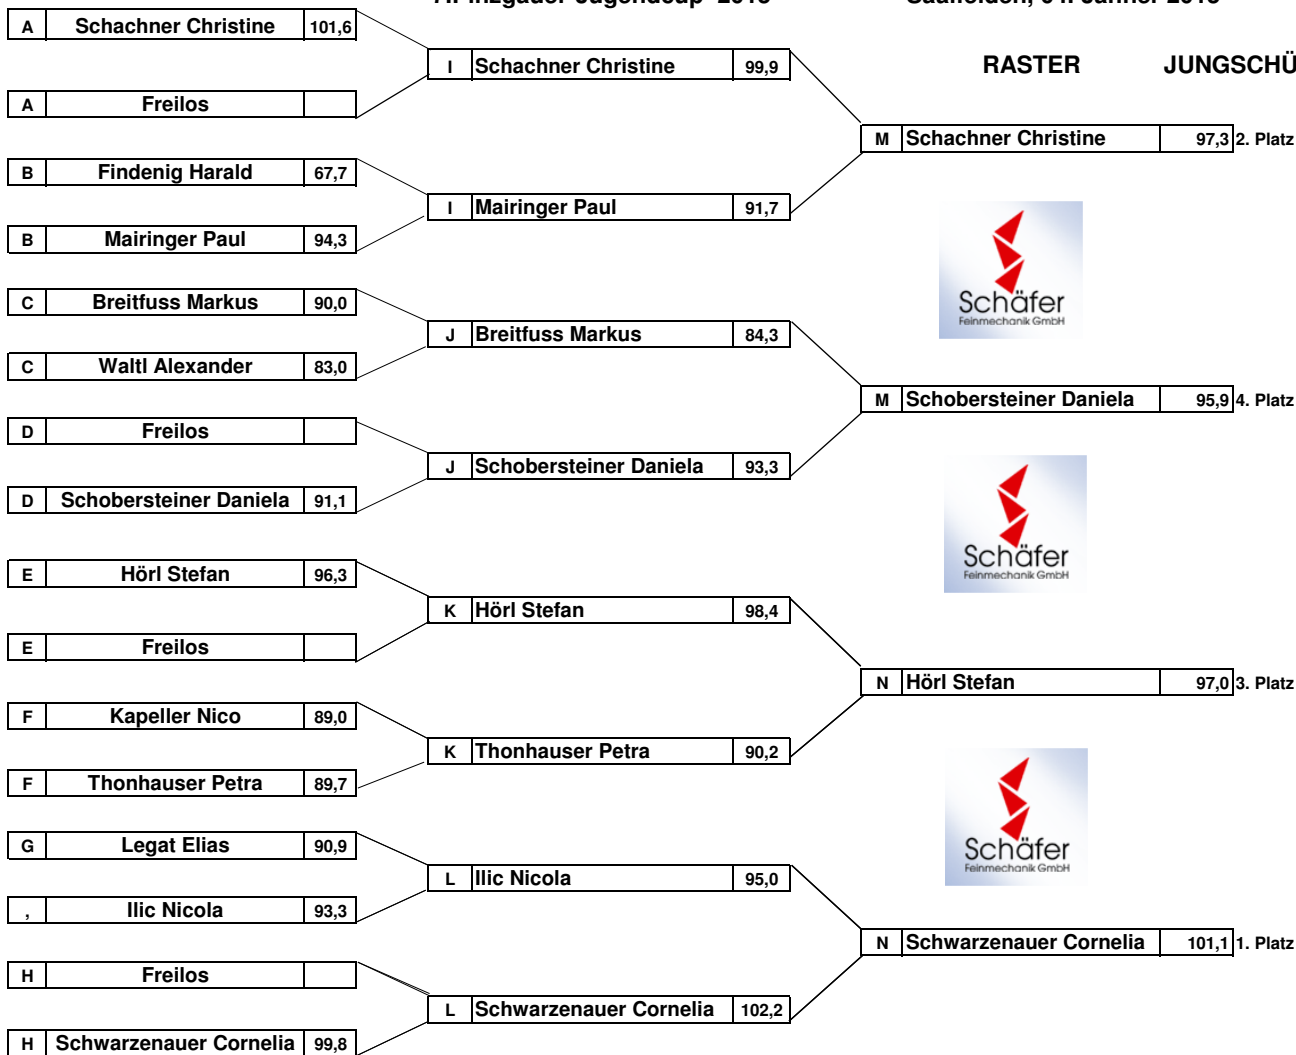 A Schachner Christine 101,6
A Freilos
B Findenig Harald 67,7
B Mairinger Paul 94,3
C Breitfuss Markus 90,0
C Waltl Alexander 83,0
D Freilos
D Schobersteiner Daniela 91,1
E Hörl Stefan 96,3
E Freilos
F Kapeller Nico 89,0
F Thonhauser Petra 89,7
G Legat Elias 90,9
, Ilic Nicola 93,3
H Freilos
H Schwarzenauer Cornelia 99,8
I Schachner Christine 99,9
I Mairinger Paul 91,7
J Breitfuss Markus 84,3
J Schobersteiner Daniela 93,3
K Hörl Stefan 98,4
K Thonhauser Petra 90,2
L Ilic Nicola 95,0
L Schwarzenauer Cornelia 102,2
RASTER JUNGSCHÜ
M Schachner Christine 97,3 2. Platz
Schäfer
Feinmechanik GmbH
M Schobersteiner Daniela 95,9 4. Platz
Schäfer
Feinmechanik GmbH
N Hörl Stefan 97,0 3. Platz
Schäfer
Feinmechanik GmbH
N Schwarzenauer Cornelia 101,1 1. Platz